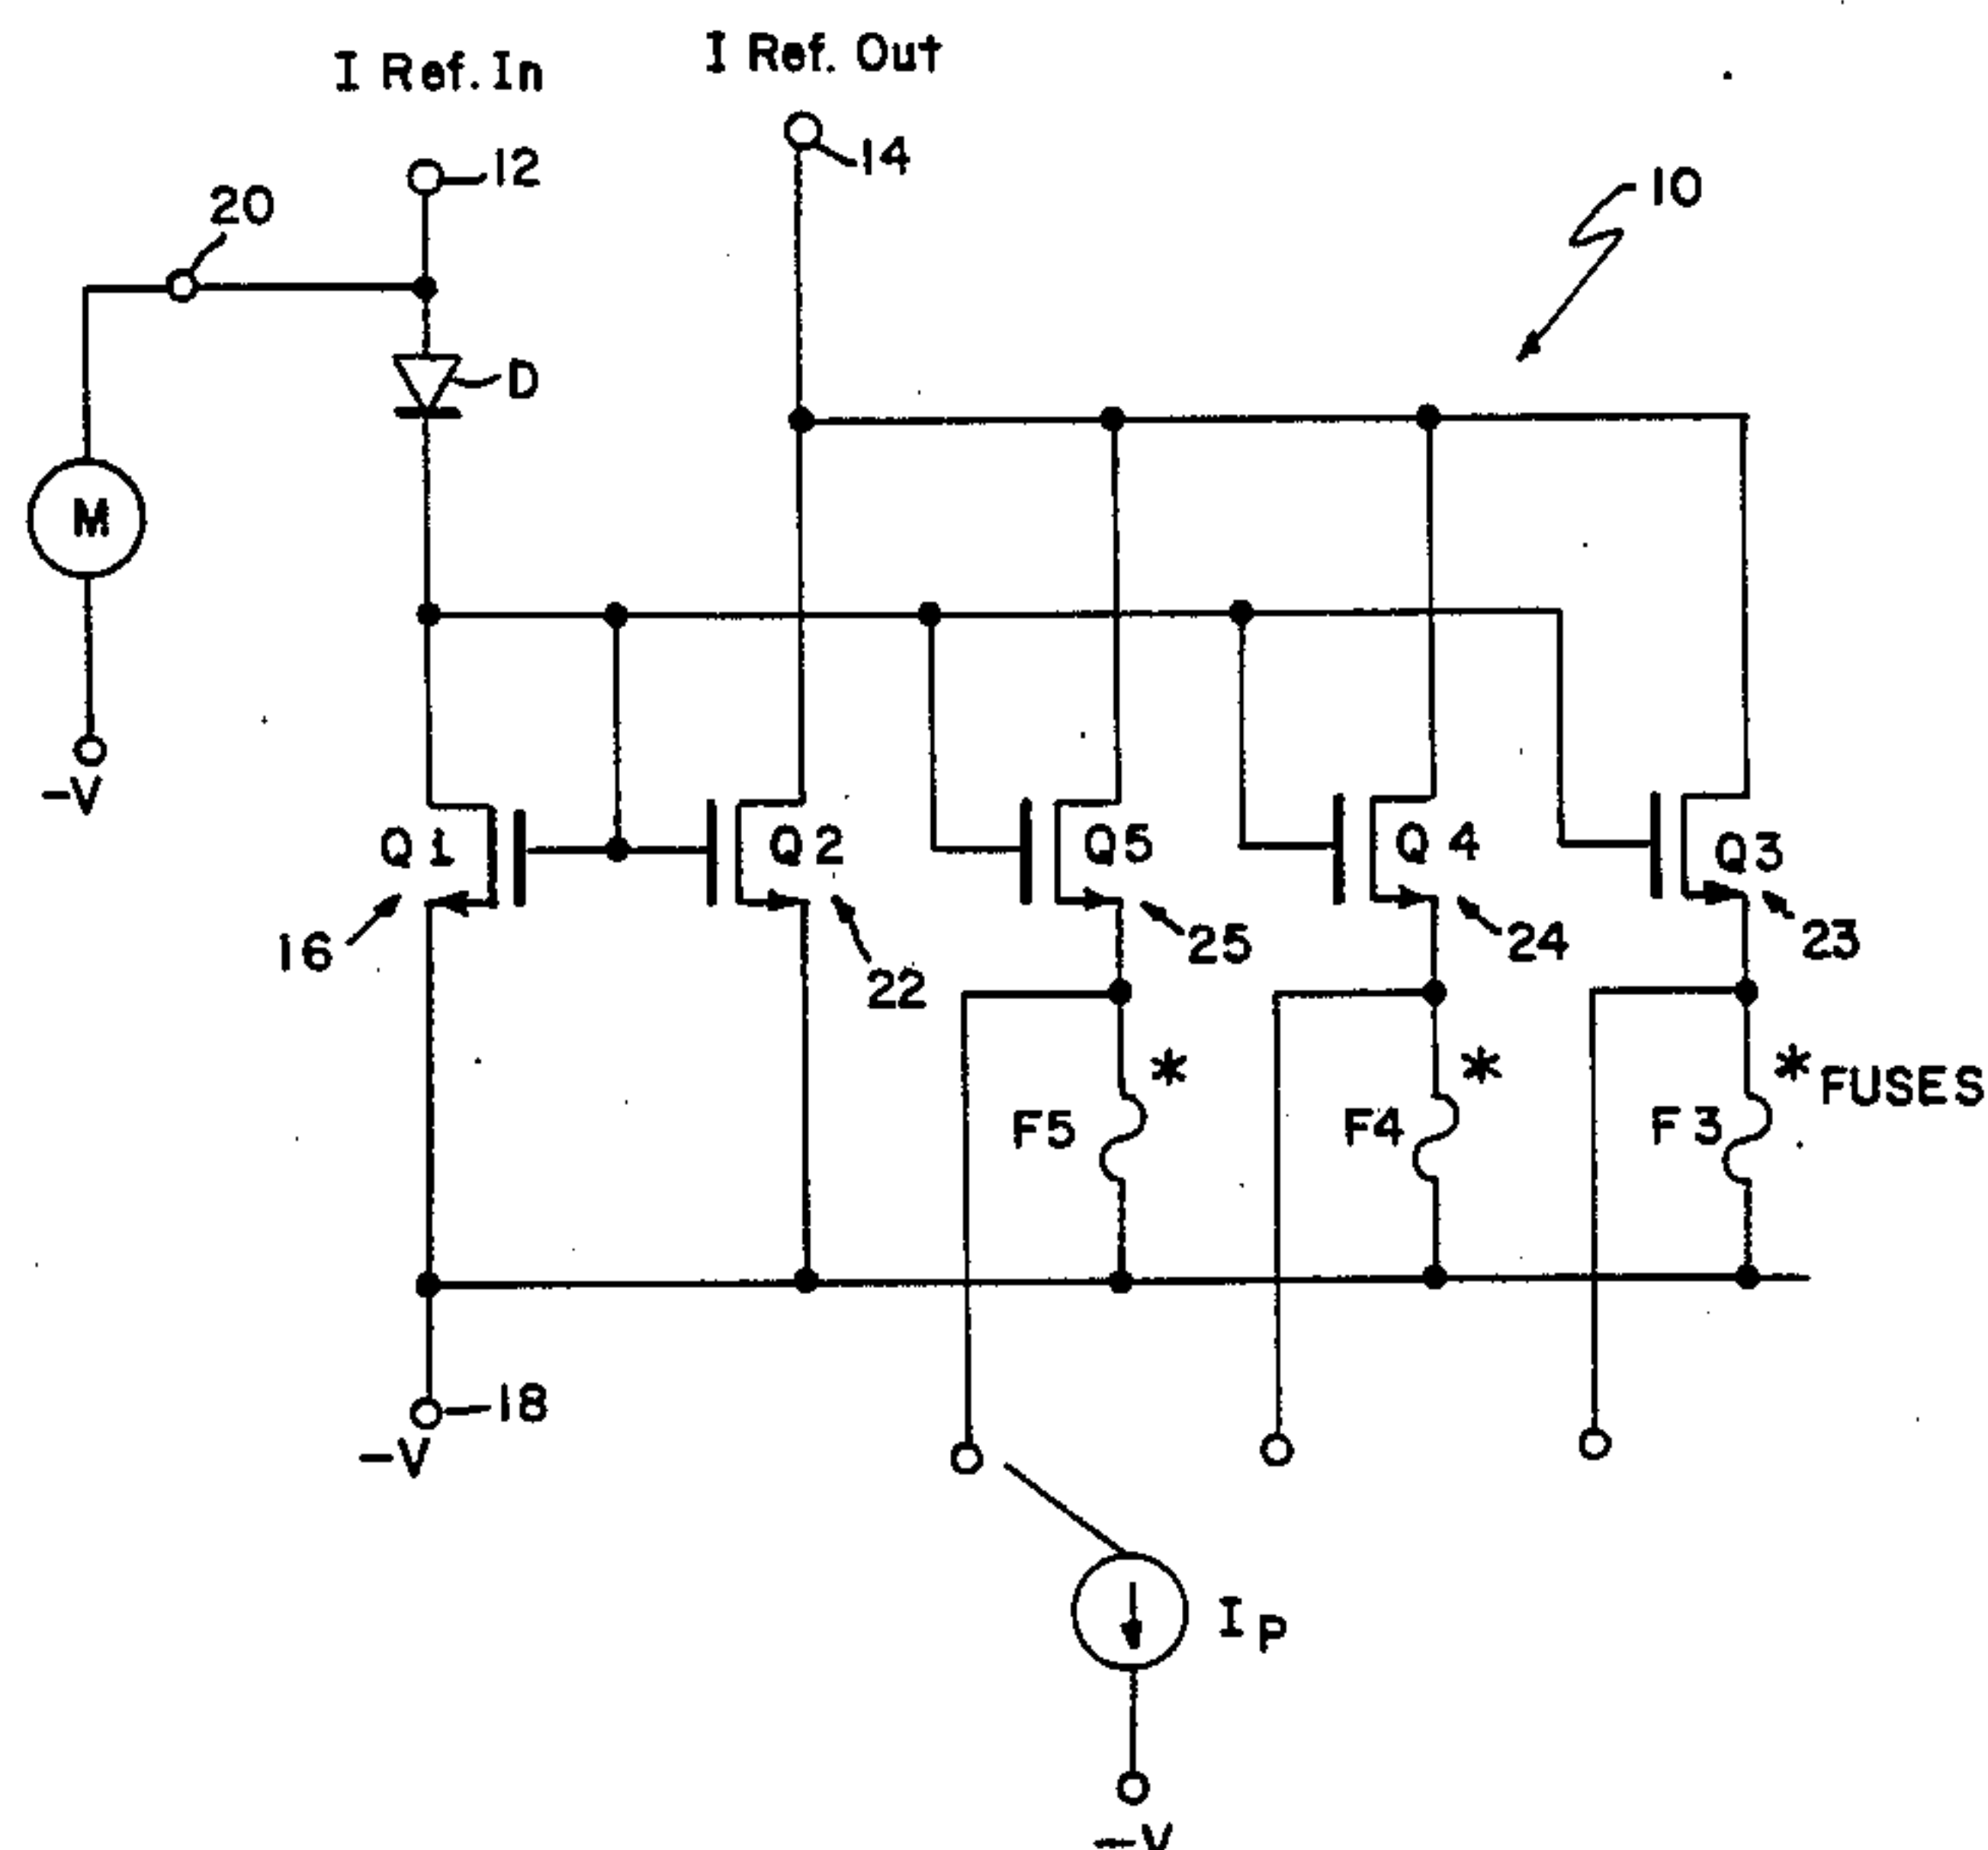 I Ref. In
I Ref. Out
12
14
10
20
D
M
-V
Q1
Q2
Q5
Q4
Q3
16
22
25
24
23
*
*
*FUSES
F5
F4
F3
18
-V
IP
-V